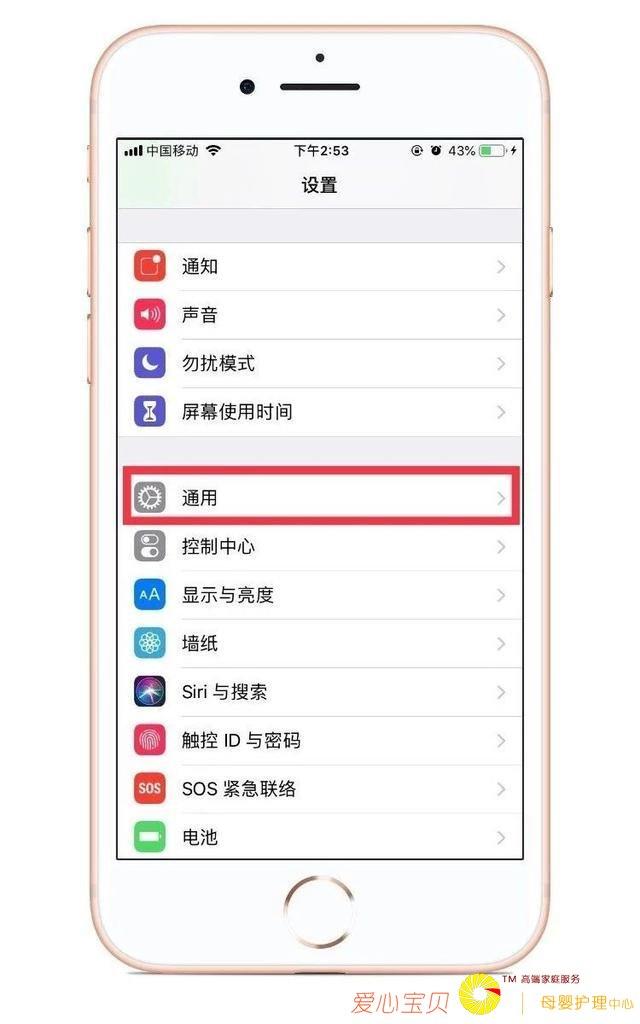 中国移动 下午2:53 43%
设置
通知
声音
勿扰模式
屏幕使用时间
通用
控制中心
AA 显示与亮度
墙纸
Siri 与搜索
触控 ID 与密码
SOS SOS 紧急联络
电池
TM 高端家庭服务
爱心宝贝 母婴护理中心